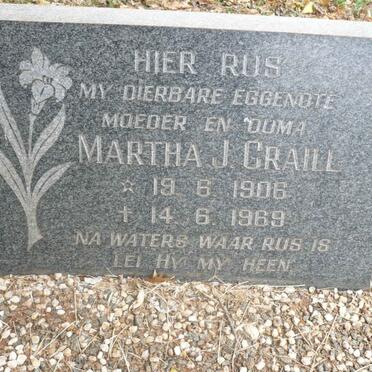 HIER RUS
MY DIERBARE EGGENOTE
MOEDER EN OUMA
MARTHA J. CRAILL
☆ 19. 6. 1906
✝ 14. 6. 1969
NA WATERS WAAR RUS IS
LEI HY MY HEEN.